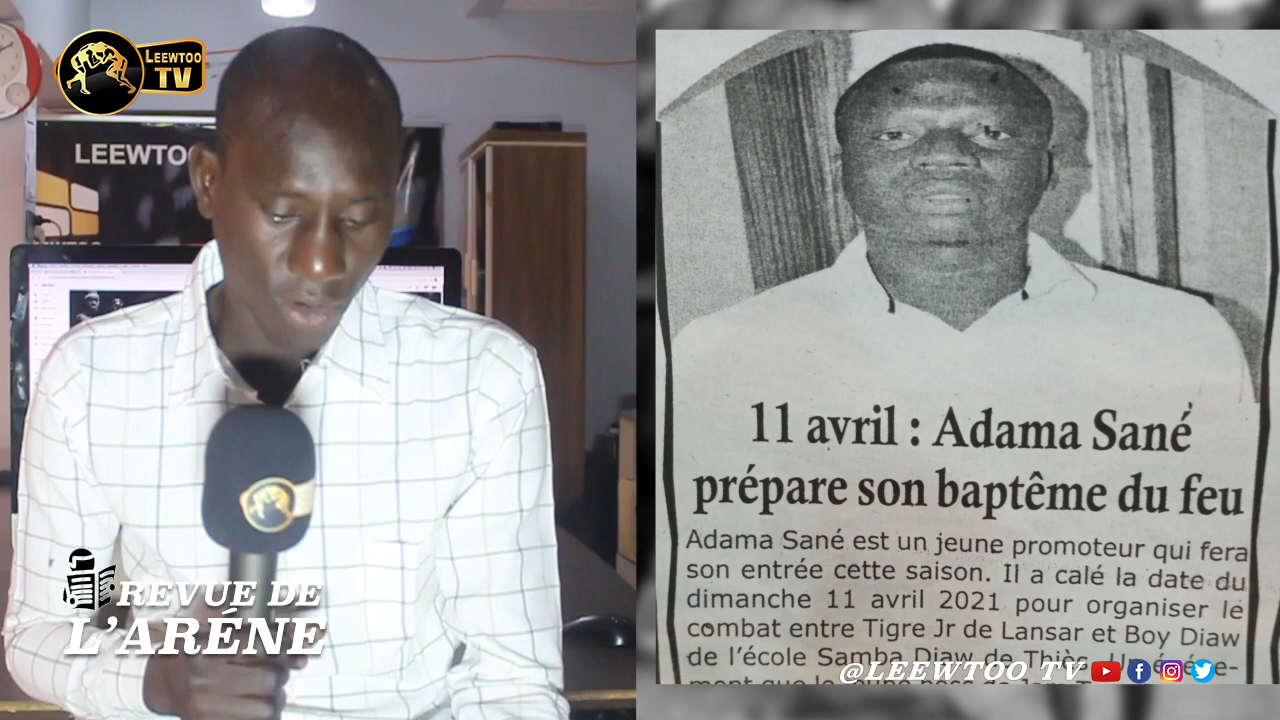 LEEWTOO
TV
LEEWTOO
REVUE DE
L'ARÉNE
11 avril : Adama Sané
prépare son baptême du feu
Adama Sané est un jeune promoteur qui fera
son entrée cette saison. Il a calé la date du
dimanche 11 avril 2021 pour organiser le
combat entre Tigre Jr de Lansar et Boy Diaw
de l'école Samba Diaw de Thiès.
@LEEWTOO TV